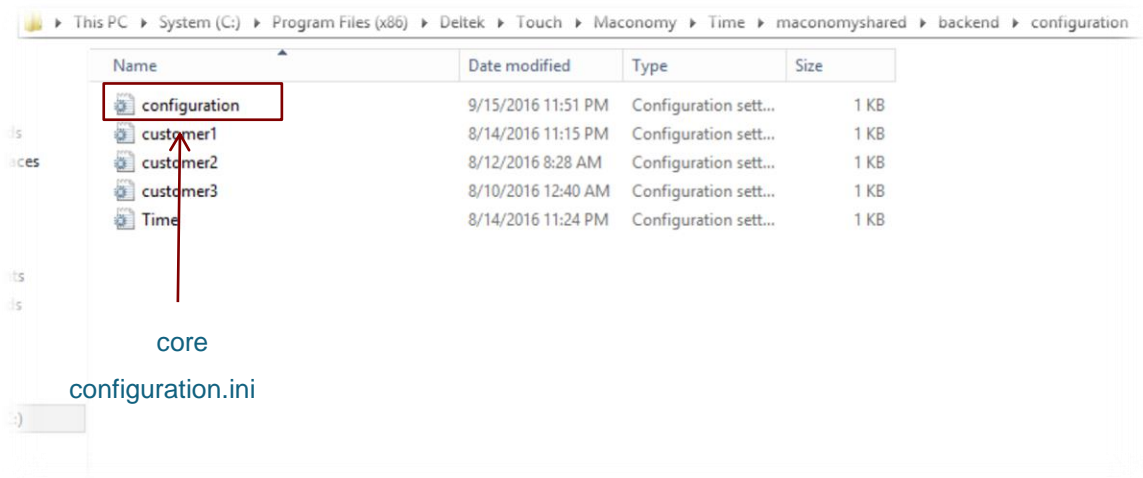 This PC ▸ System (C:) ▸ Program Files (x86) ▸ Deltek ▸ Touch ▸ Maconomy ▸ Time ▸ maconomyshared ▸ backend ▸ configuration
Name Date modified Type Size
configuration 9/15/2016 11:51 PM Configuration sett... 1 KB
customer1 8/14/2016 11:15 PM Configuration sett... 1 KB
customer2 8/12/2016 8:28 AM Configuration sett... 1 KB
customer3 8/10/2016 12:40 AM Configuration sett... 1 KB
Time 8/14/2016 11:24 PM Configuration sett... 1 KB
core
configuration.ini